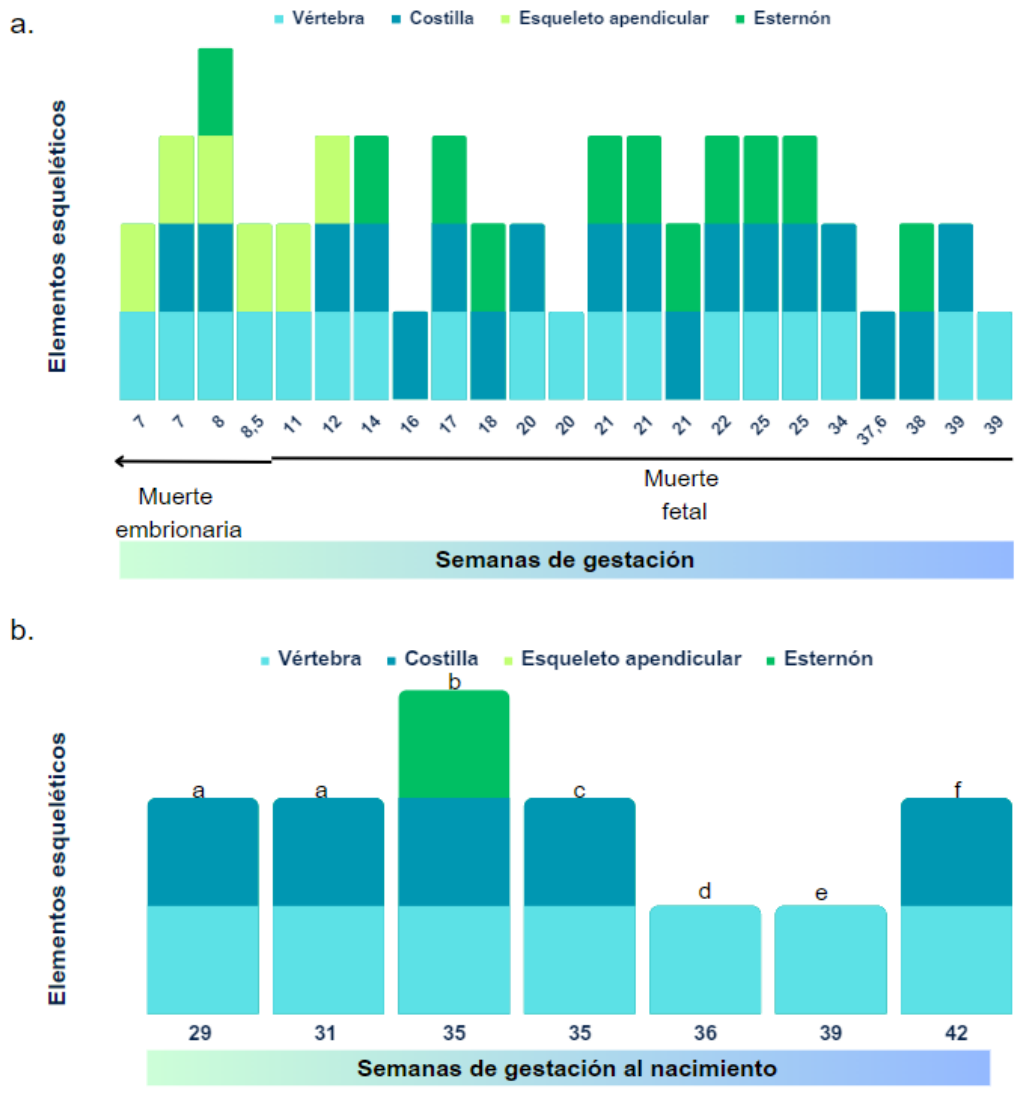 a.
Vértebra Costilla Esqueleto apendicular Esternón
Elementos esqueléticos
7 7 8 8,5 11 12 14 16 17 18 20 20 21 21 21 22 25 25 34 37,6 38 39 39
Muerte
embrionaria
Muerte
fetal
Semanas de gestación
b.
Vértebra Costilla Esqueleto apendicular Esternón
Elementos esqueléticos
a a b c d e f
29 31 35 35 36 39 42
Semanas de gestación al nacimiento